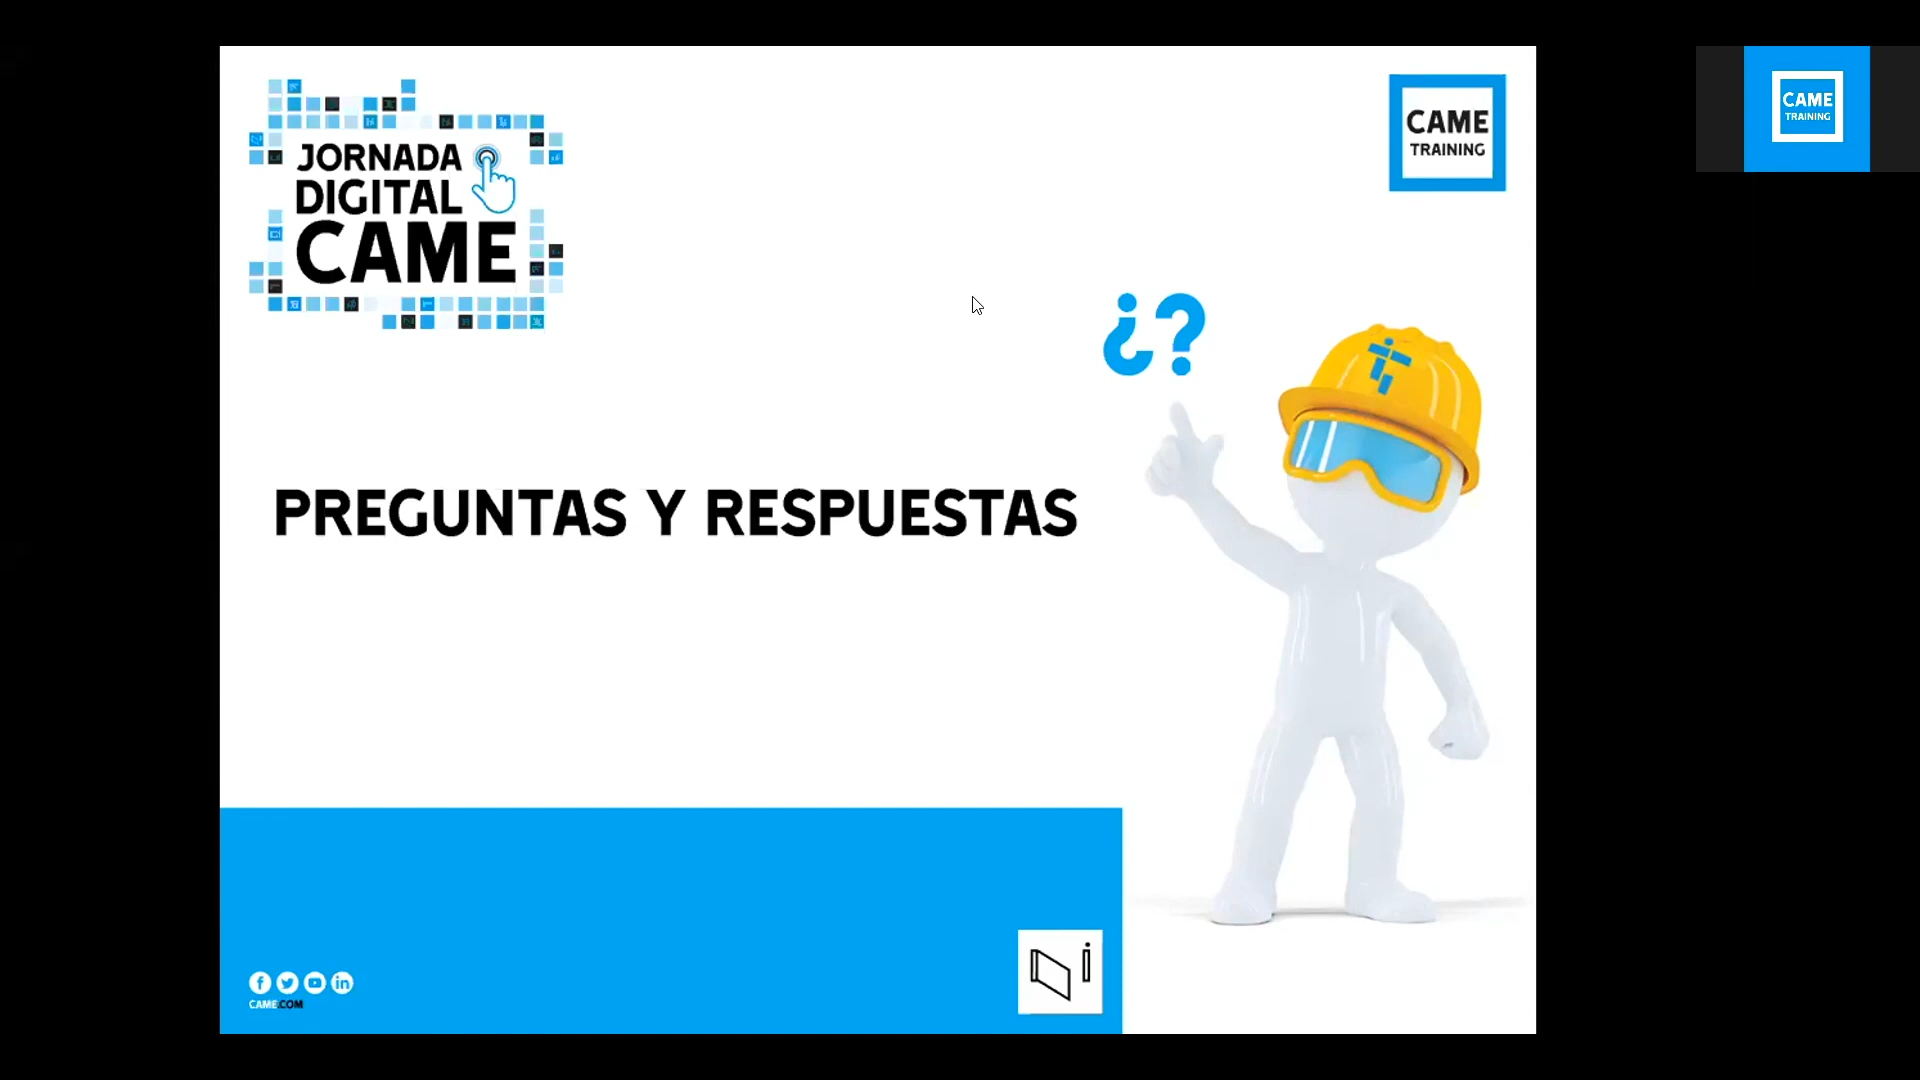 JORNADA
DIGITAL
CAME
CAME
TRAINING
CAME
TRAINING
¿?
PREGUNTAS Y RESPUESTAS
CAME.COM